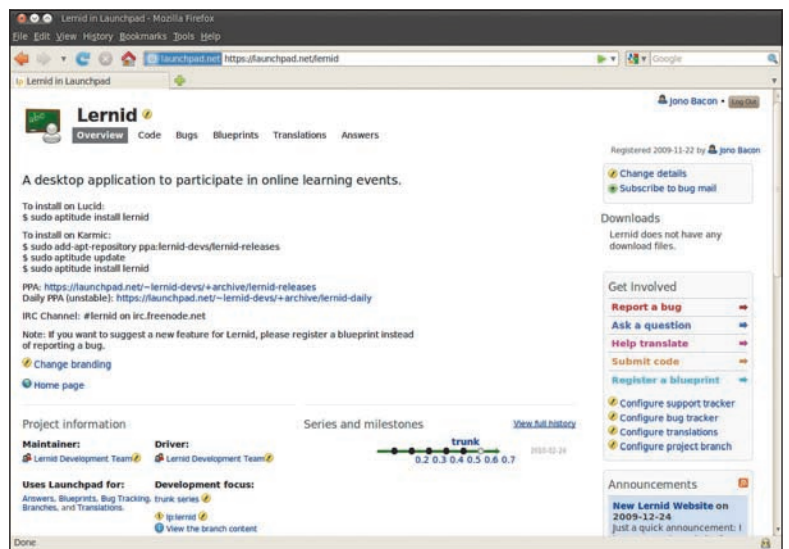 Lernid in Launchpad - Mozilla Firefox
File Edit View History Bookmarks Tools Help
launchpad.net https://launchpad.net/lernid
Google
Lernid in Launchpad
Jono Bacon • Log Out
abc
Lernid
Overview Code Bugs Blueprints Translations Answers
Registered 2009-11-22 by Jono Bacon
A desktop application to participate in online learning events.
To install on Lucid:
$ sudo aptitude install lernid
To install on Karmic:
$ sudo add-apt-repository ppa:lernid-devs/lernid-releases
$ sudo aptitude update
$ sudo aptitude install lernid
PPA: https://launchpad.net/~lernid-devs/+archive/lernid-releases
Daily PPA (unstable): https://launchpad.net/~lernid-devs/+archive/lernid-daily
IRC Channel: #lernid on irc.freenode.net
Note: If you want to suggest a new feature for Lernid, please register a blueprint instead
of reporting a bug.
Change branding
Home page
Project information
Maintainer:
Lernid Development Team
Driver:
Lernid Development Team
Uses Launchpad for:
Answers, Blueprints, Bug Tracking,
Branches, and Translations.
Development focus:
trunk series
lp:lernid
View the branch content
Series and milestones
View full history
trunk
2010-02-24
0.2 0.3 0.4 0.5 0.6 0.7
Change details
Subscribe to bug mail
Downloads
Lernid does not have any
download files.
Get Involved
Report a bug
Ask a question
Help translate
Submit code
Register a blueprint
Configure support tracker
Configure bug tracker
Configure translations
Configure project branch
Announcements
New Lernid Website on
2009-12-24
Just a quick announcement: I
Done